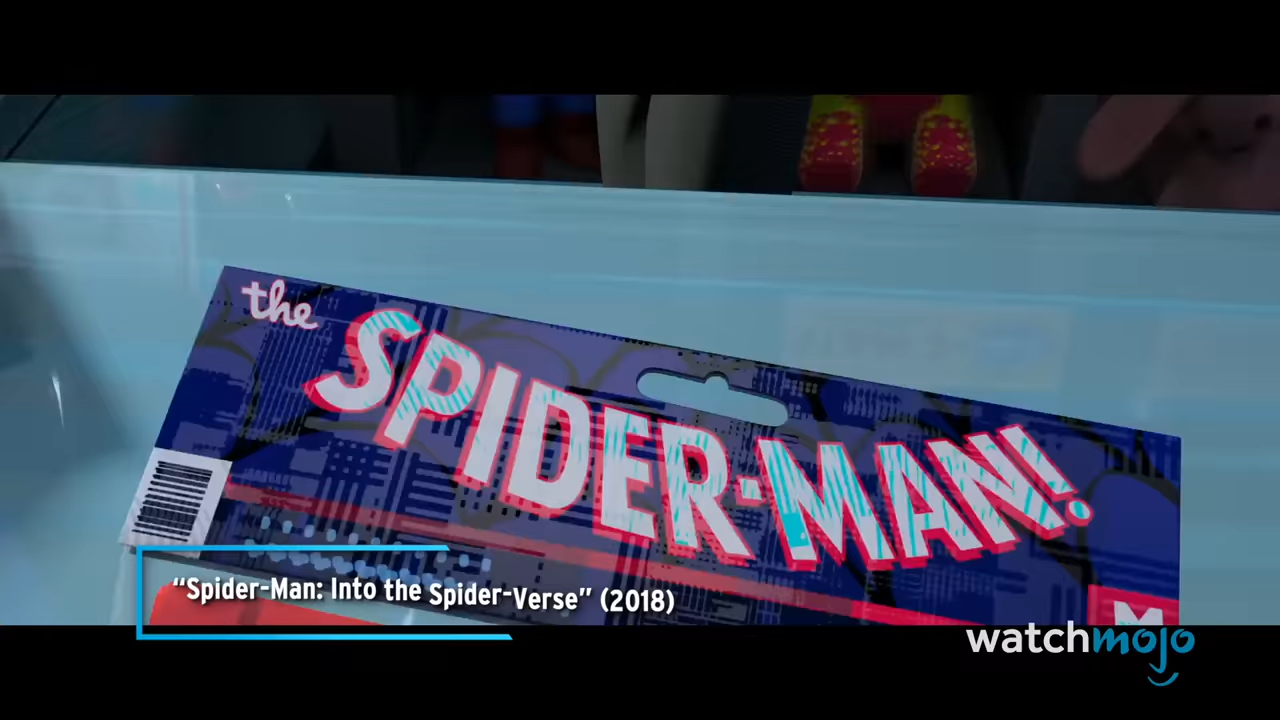 the
SPIDER-MAN!
“Spider-Man: Into the Spider-Verse” (2018)
watchmojo